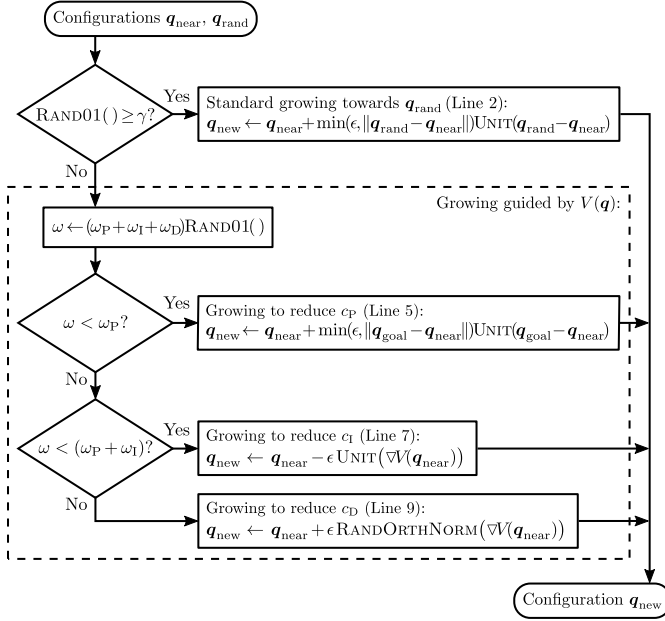 Configurations q_near, q_rand
RAND01( ) ≥ γ?
Yes
Standard growing towards q_rand (Line 2):
q_new ← q_near + min(ϵ, ||q_rand − q_near||)UNIT(q_rand − q_near)
No
Growing guided by V(q):
ω ← (ω_P + ω_I + ω_D)RAND01( )
ω < ω_P?
Yes
Growing to reduce c_P (Line 5):
q_new ← q_near + min(ϵ, ||q_goal − q_near||)UNIT(q_goal − q_near)
No
ω < (ω_P + ω_I)?
Yes
Growing to reduce c_I (Line 7):
q_new ← q_near − ϵ UNIT(∇V(q_near))
No
Growing to reduce c_D (Line 9):
q_new ← q_near + ϵ RANDORTHNORM(∇V(q_near))
Configuration q_new